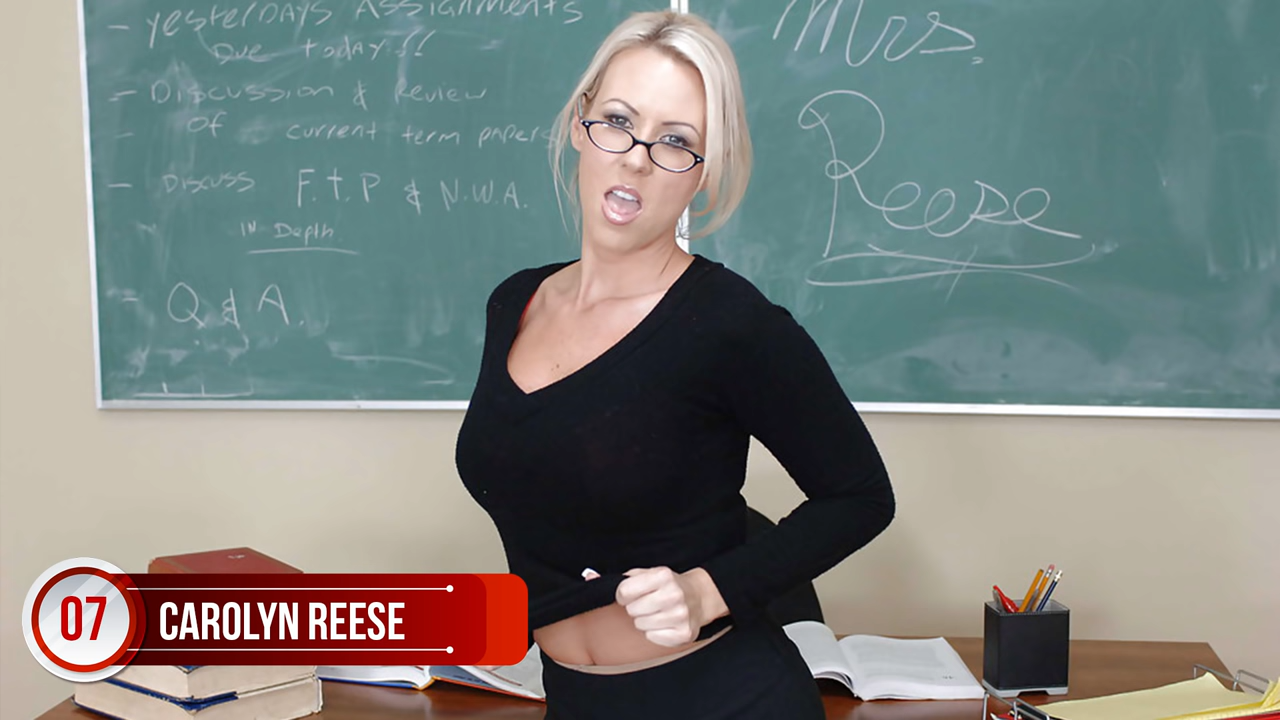 - yesterDAYs Assignments
Due today!!
- Discussion & Review
of current term papers
- Discuss F.t.P & N.W.A.
IN-Depth
- Q & A.
Mrs.
Reese
07 CAROLYN REESE